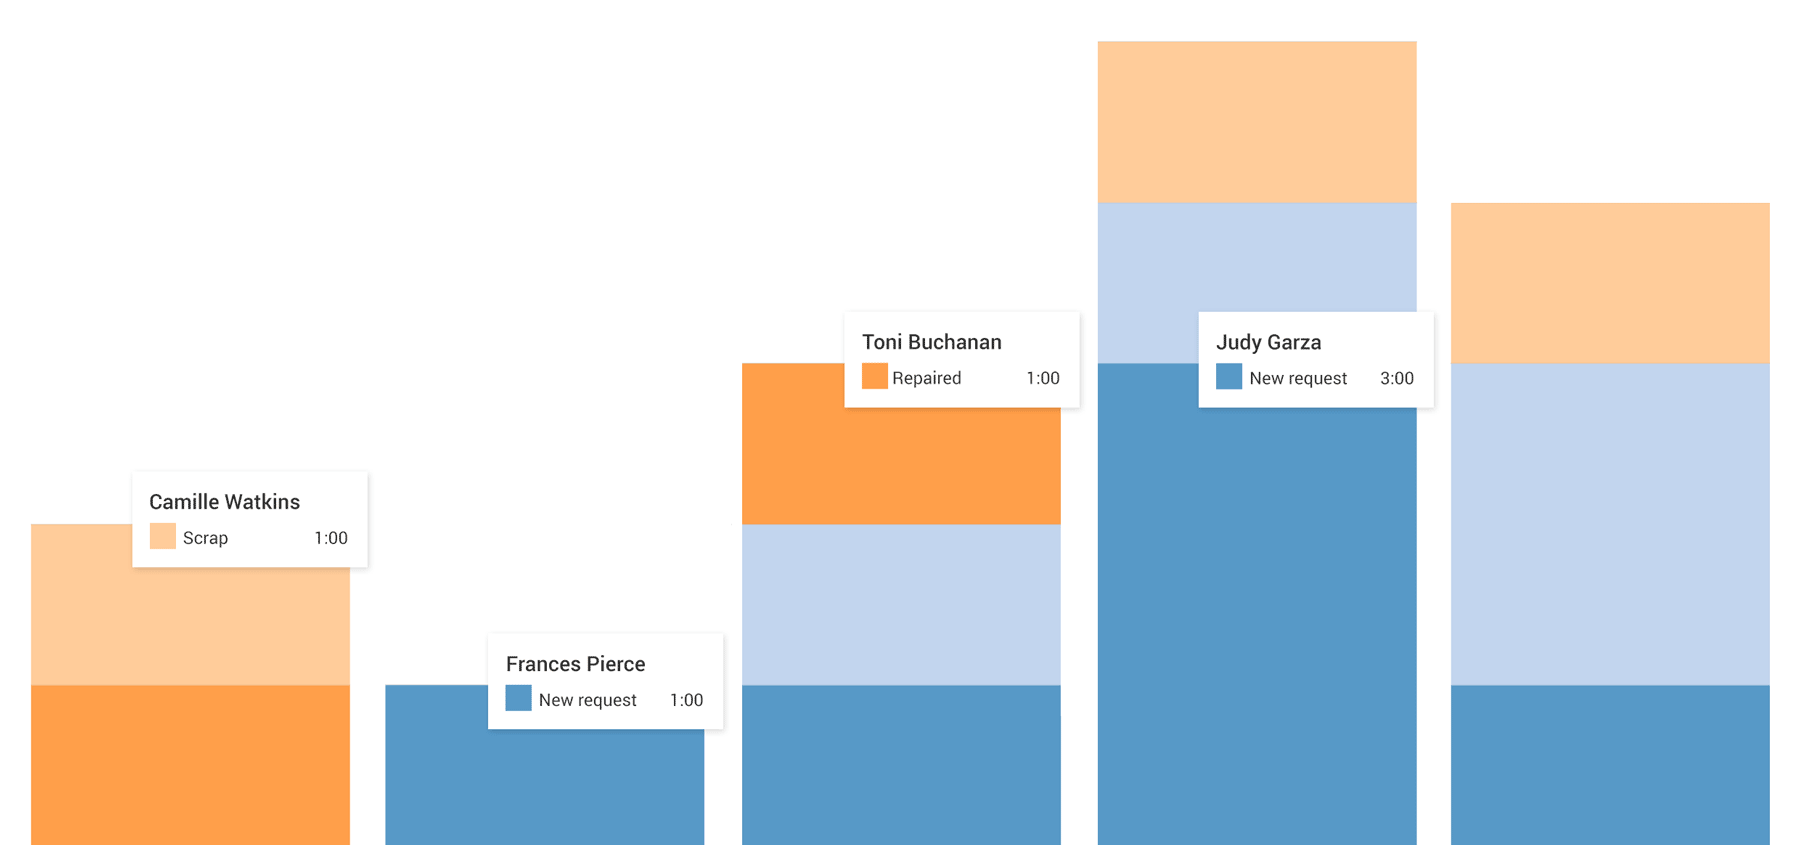 Toni Buchanan
Repaired 1:00
Judy Garza
New request 3:00
Camille Watkins
Scrap 1:00
Frances Pierce
New request 1:00